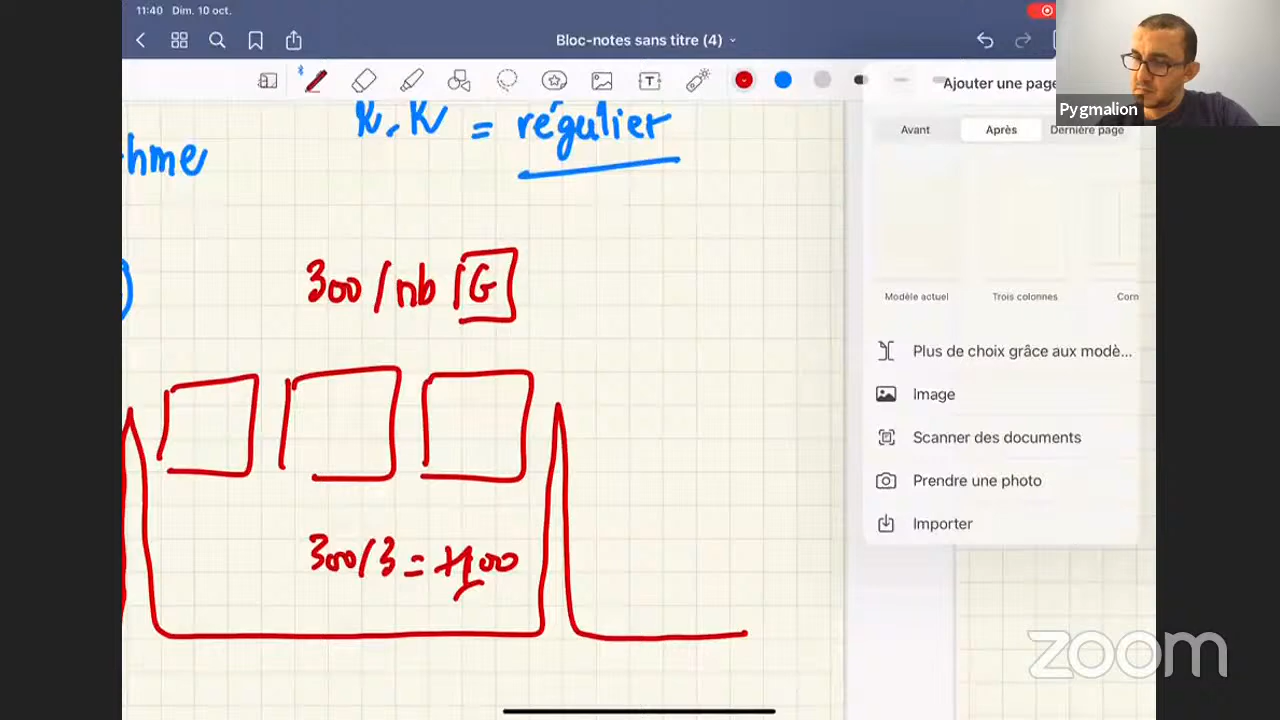 11:40 Dim. 10 oct.
Bloc-notes sans titre (4)
Ajouter une page
Pygmalion
Avant Après Dernière page
= régulier
hme
300 / nb G
Modèle actuel Trois colonnes Corn
Plus de choix grâce aux modè...
Image
Scanner des documents
Prendre une photo
Importer
300/3 = 100
zoom